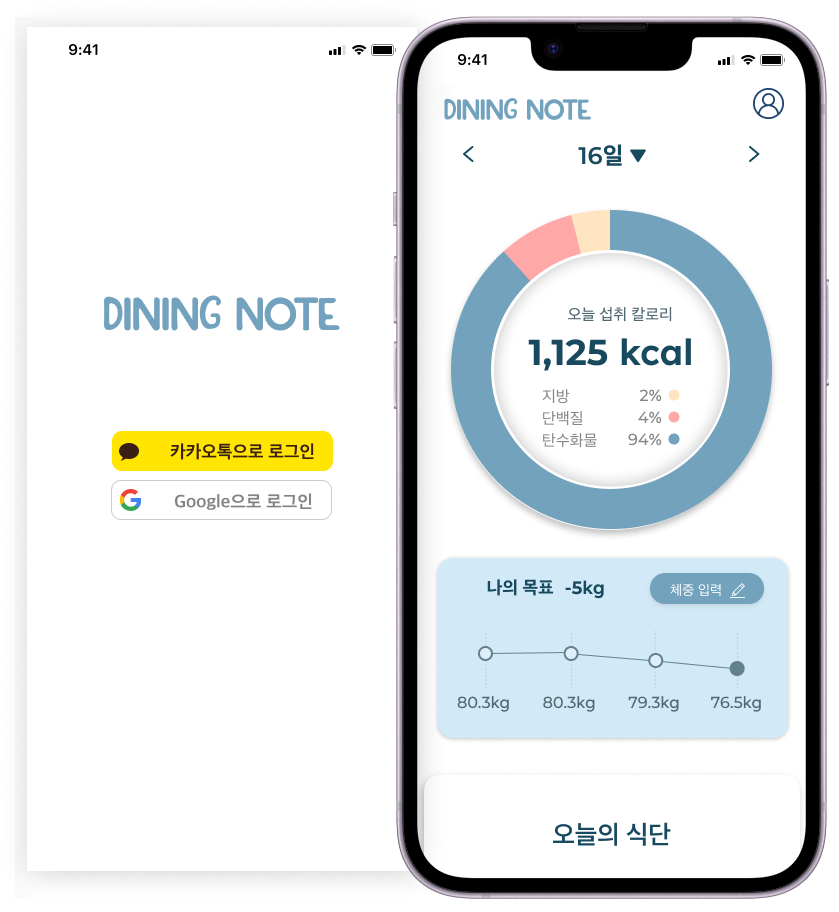 9:41
DINING NOTE
카카오톡으로 로그인
Google으로 로그인
9:41
DINING NOTE
16일
오늘 섭취 칼로리
1,125 kcal
지방 2%
단백질 4%
탄수화물 94%
나의 목표 -5kg
체중 입력
80.3kg 80.3kg 79.3kg 76.5kg
오늘의 식단